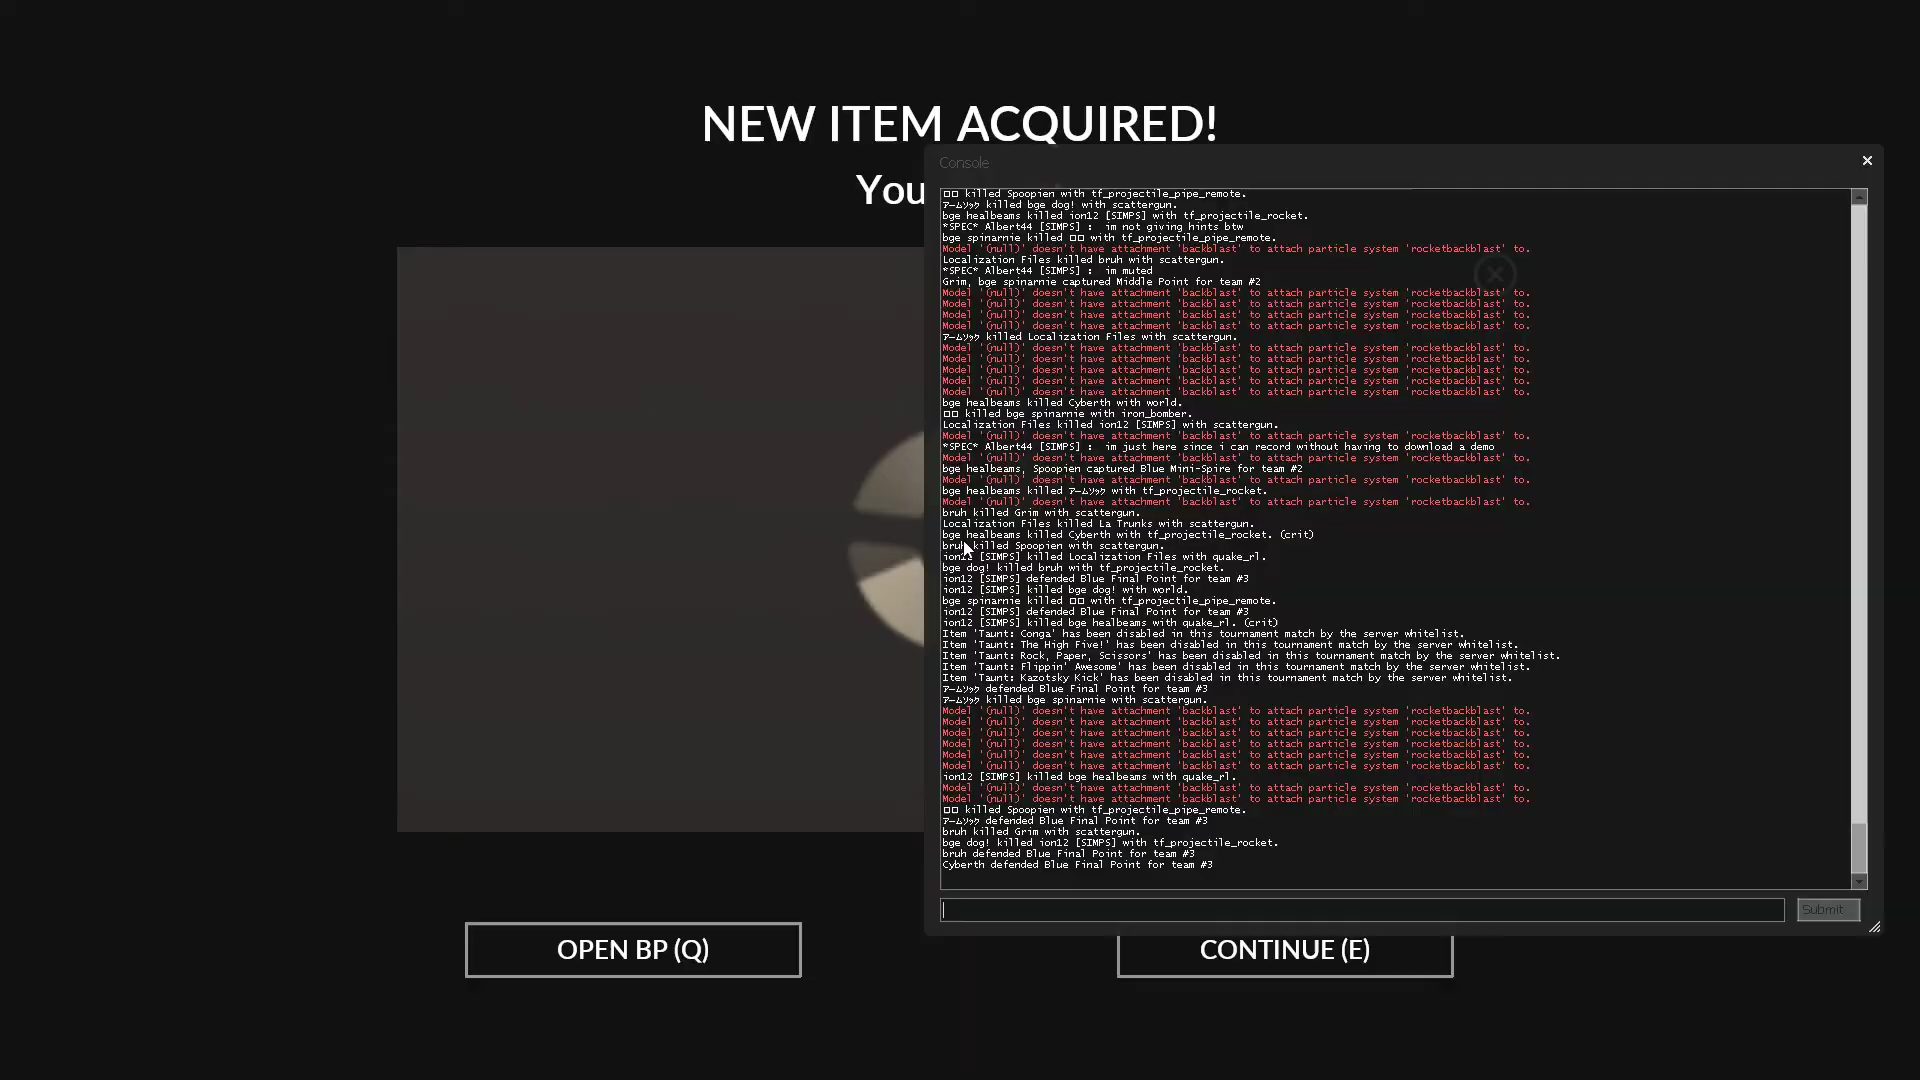 NEW ITEM ACQUIRED!
You
Console
□□ killed Spoopien with tf_projectile_pipe_remote.
アームソック killed bge dog! with scattergun.
bge healbeams killed ion12 [SIMPS] with tf_projectile_rocket.
*SPEC* Albert44 [SIMPS] :  im not giving hints btw
bge spinarnie killed □□ with tf_projectile_pipe_remote.
Model '(null)' doesn't have attachment 'backblast' to attach particle system 'rocketbackblast' to.
Localization Files killed bruh with scattergun.
*SPEC* Albert44 [SIMPS] :  im muted
Grim, bge spinarnie captured Middle Point for team #2
Model '(null)' doesn't have attachment 'backblast' to attach particle system 'rocketbackblast' to.
Model '(null)' doesn't have attachment 'backblast' to attach particle system 'rocketbackblast' to.
Model '(null)' doesn't have attachment 'backblast' to attach particle system 'rocketbackblast' to.
Model '(null)' doesn't have attachment 'backblast' to attach particle system 'rocketbackblast' to.
アームソック killed Localization Files with scattergun.
Model '(null)' doesn't have attachment 'backblast' to attach particle system 'rocketbackblast' to.
Model '(null)' doesn't have attachment 'backblast' to attach particle system 'rocketbackblast' to.
Model '(null)' doesn't have attachment 'backblast' to attach particle system 'rocketbackblast' to.
Model '(null)' doesn't have attachment 'backblast' to attach particle system 'rocketbackblast' to.
Model '(null)' doesn't have attachment 'backblast' to attach particle system 'rocketbackblast' to.
bge healbeams killed Cyberth with world.
□□ killed bge spinarnie with iron_bomber.
Localization Files killed ion12 [SIMPS] with scattergun.
Model '(null)' doesn't have attachment 'backblast' to attach particle system 'rocketbackblast' to.
*SPEC* Albert44 [SIMPS] :  im just here since i can record without having to download a demo
Model '(null)' doesn't have attachment 'backblast' to attach particle system 'rocketbackblast' to.
bge healbeams, Spoopien captured Blue Mini-Spire for team #2
Model '(null)' doesn't have attachment 'backblast' to attach particle system 'rocketbackblast' to.
bge healbeams killed アームソック with tf_projectile_rocket.
Model '(null)' doesn't have attachment 'backblast' to attach particle system 'rocketbackblast' to.
bruh killed Grim with scattergun.
Localization Files killed La Trunks with scattergun.
bge healbeams killed Cyberth with tf_projectile_rocket. (crit)
bruh killed Spoopien with scattergun.
ion12 [SIMPS] killed Localization Files with quake_rl.
bge dog! killed bruh with tf_projectile_rocket.
ion12 [SIMPS] defended Blue Final Point for team #3
ion12 [SIMPS] killed bge dog! with world.
bge spinarnie killed □□ with tf_projectile_pipe_remote.
ion12 [SIMPS] defended Blue Final Point for team #3
ion12 [SIMPS] killed bge healbeams with quake_rl. (crit)
Item 'Taunt: Conga' has been disabled in this tournament match by the server whitelist.
Item 'Taunt: The High Five!' has been disabled in this tournament match by the server whitelist.
Item 'Taunt: Rock, Paper, Scissors' has been disabled in this tournament match by the server whitelist.
Item 'Taunt: Flippin' Awesome' has been disabled in this tournament match by the server whitelist.
Item 'Taunt: Kazotsky Kick' has been disabled in this tournament match by the server whitelist.
アームソック defended Blue Final Point for team #3
アームソック killed bge spinarnie with scattergun.
Model '(null)' doesn't have attachment 'backblast' to attach particle system 'rocketbackblast' to.
Model '(null)' doesn't have attachment 'backblast' to attach particle system 'rocketbackblast' to.
Model '(null)' doesn't have attachment 'backblast' to attach particle system 'rocketbackblast' to.
Model '(null)' doesn't have attachment 'backblast' to attach particle system 'rocketbackblast' to.
Model '(null)' doesn't have attachment 'backblast' to attach particle system 'rocketbackblast' to.
Model '(null)' doesn't have attachment 'backblast' to attach particle system 'rocketbackblast' to.
ion12 [SIMPS] killed bge healbeams with quake_rl.
Model '(null)' doesn't have attachment 'backblast' to attach particle system 'rocketbackblast' to.
Model '(null)' doesn't have attachment 'backblast' to attach particle system 'rocketbackblast' to.
□□ killed Spoopien with tf_projectile_pipe_remote.
アームソック defended Blue Final Point for team #3
bruh killed Grim with scattergun.
bge dog! killed ion12 [SIMPS] with tf_projectile_rocket.
bruh defended Blue Final Point for team #3
Cyberth defended Blue Final Point for team #3
Submit
OPEN BP (Q)
CONTINUE (E)